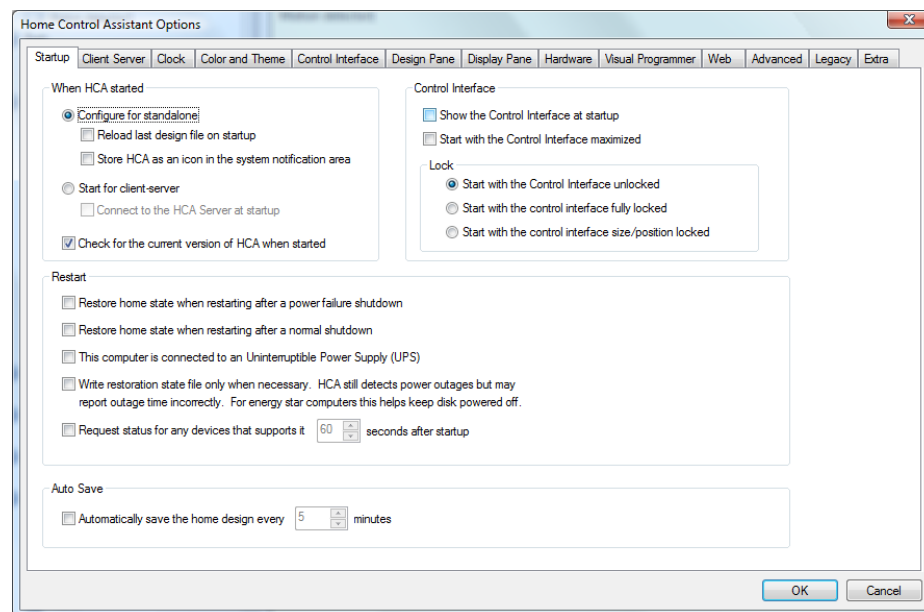 Home Control Assistant Options
Startup
Client Server
Clock
Color and Theme
Control Interface
Design Pane
Display Pane
Hardware
Visual Programmer
Web
Advanced
Legacy
Extra
When HCA started
Configure for standalone
Reload last design file on startup
Store HCA as an icon in the system notification area
Start for client-server
Connect to the HCA Server at startup
Check for the current version of HCA when started
Control Interface
Show the Control Interface at startup
Start with the Control Interface maximized
Lock
Start with the Control Interface unlocked
Start with the control interface fully locked
Start with the control interface size/position locked
Restart
Restore home state when restarting after a power failure shutdown
Restore home state when restarting after a normal shutdown
This computer is connected to an Uninterruptible Power Supply (UPS)
Write restoration state file only when necessary. HCA still detects power outages but may
report outage time incorrectly. For energy star computers this helps keep disk powered off.
Request status for any devices that supports it 60 seconds after startup
Auto Save
Automatically save the home design every 5 minutes
OK
Cancel